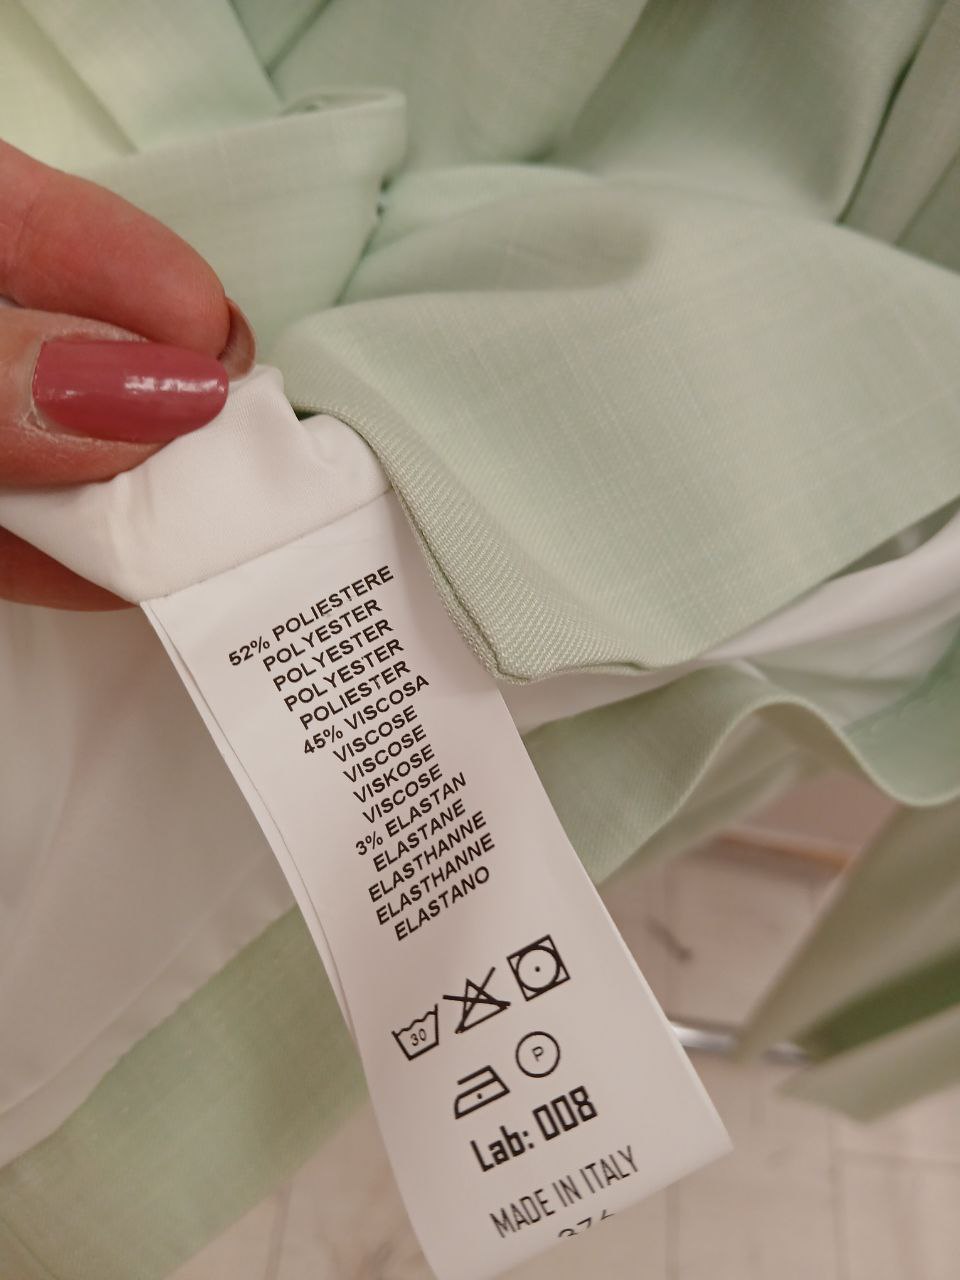 52% POLIESTERE
POLYESTER
POLYESTER
POLYESTER
POLIESTER
45% VISCOSA
VISCOSE
VISCOSE
VISKOSE
VISCOSE
3% ELASTAN
ELASTANE
ELASTHANNE
ELASTHANNE
ELASTANO
30
P
Lab: 008
MADE IN ITALY